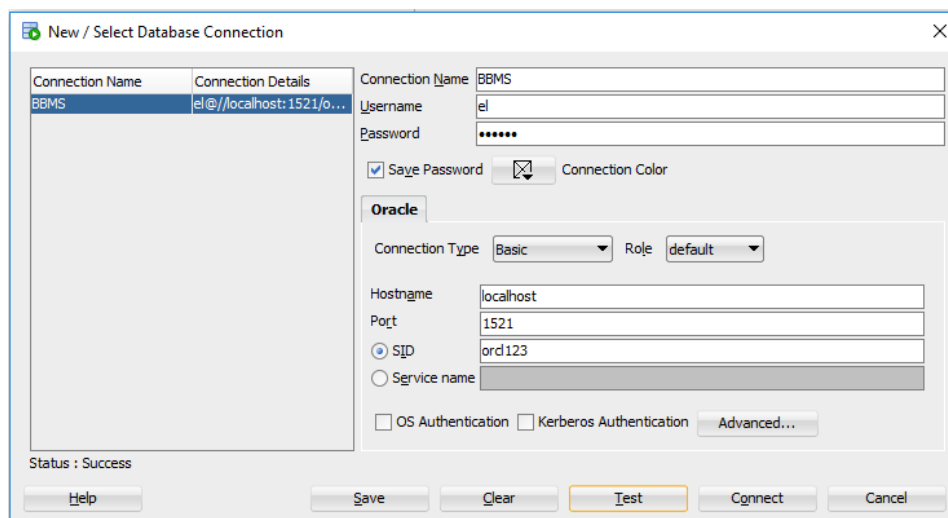 New / Select Database Connection
Connection Name Connection Details
BBMS el@//localhost:1521/o...
Connection Name BBMS
Username el
Password ••••••
Save Password Connection Color
Oracle
Connection Type Basic Role default
Hostname localhost
Port 1521
SID orcl123
Service name
OS Authentication Kerberos Authentication Advanced...
Status : Success
Help Save Clear Test Connect Cancel